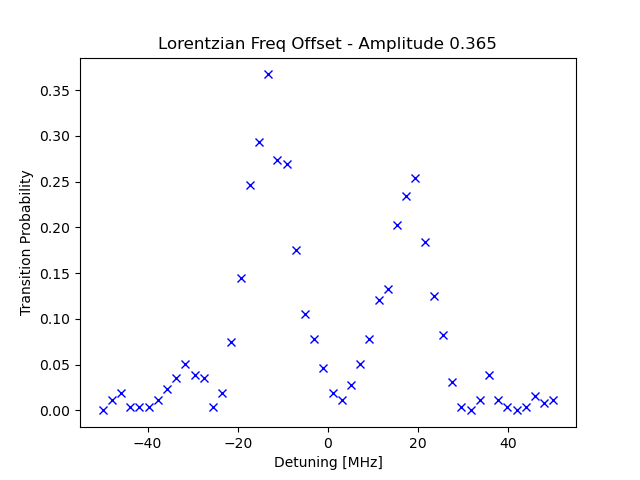 Lorentzian Freq Offset - Amplitude 0.365
0.35
0.30
0.25
0.20
0.15
0.10
0.05
0.00
Transition Probability
−40 −20 0 20 40
Detuning [MHz]